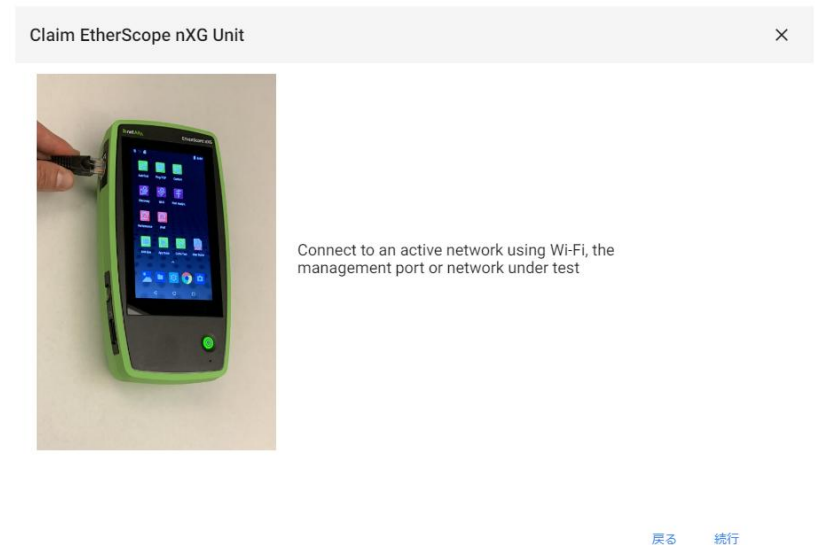 Claim EtherScope nXG Unit
Connect to an active network using Wi-Fi, the
management port or network under test
戻る 続行